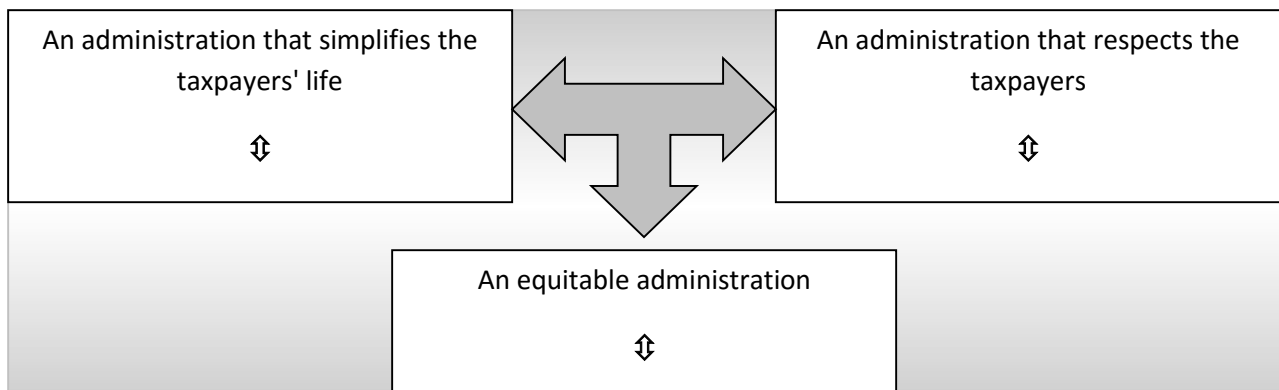 An administration that simplifies the
taxpayers' life
⇕
An administration that respects the
taxpayers
⇕
An equitable administration
⇕